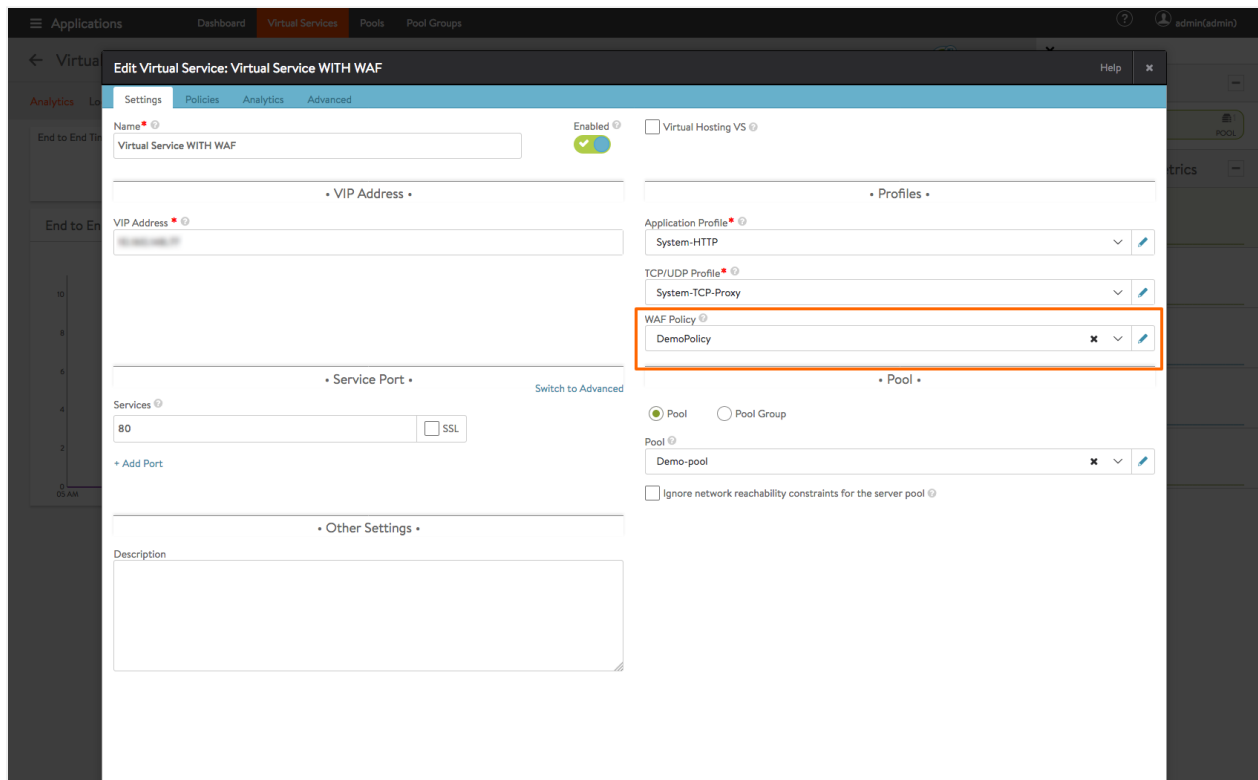 Applications Dashboard Virtual Services Pools Pool Groups ? admin(admin)
Virtual
Edit Virtual Service: Virtual Service WITH WAF Help
Analytics Lo
Settings Policies Analytics Advanced
Name* ?
Enabled ?
Virtual Hosting VS ?
Virtual Service WITH WAF
End to End Tim
POOL
trics
• VIP Address •
• Profiles •
VIP Address * ?
Application Profile* ?
System-HTTP
End to En
TCP/UDP Profile* ?
System-TCP-Proxy
WAF Policy ?
DemoPolicy
10
8
6
4
2
0
05 AM
• Service Port •
Switch to Advanced
• Pool •
Services ?
80 SSL
+ Add Port
Pool Pool Group
Pool ?
Demo-pool
Ignore network reachability constraints for the server pool ?
• Other Settings •
Description